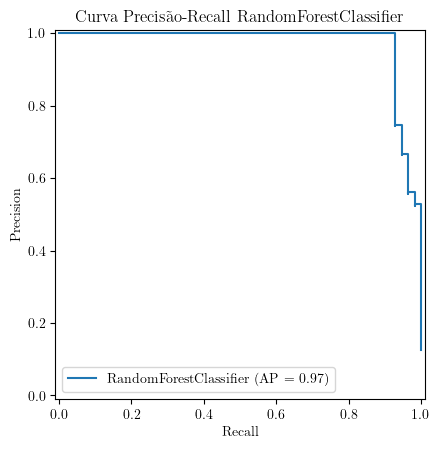 Curva Precisão-Recall RandomForestClassifier
1.0
0.8
0.6
0.4
0.2
0.0
Precision
RandomForestClassifier (AP = 0.97)
0.0 0.2 0.4 0.6 0.8 1.0
Recall